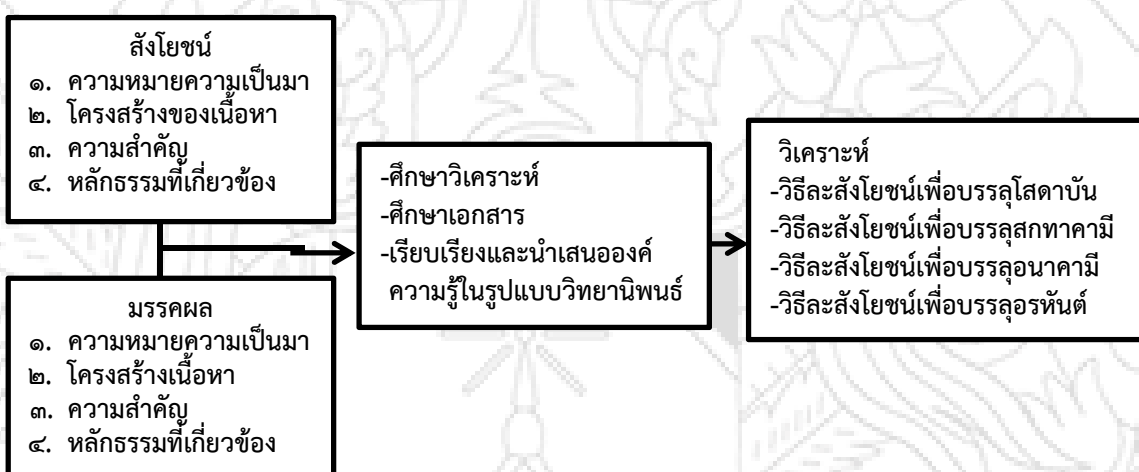 สังโยชน์
๑. ความหมายความเป็นมา
๒. โครงสร้างของเนื้อหา
๓. ความสำคัญ
๔. หลักธรรมที่เกี่ยวข้อง
มรรคผล
๑. ความหมายความเป็นมา
๒. โครงสร้างเนื้อหา
๓. ความสำคัญ
๔. หลักธรรมที่เกี่ยวข้อง
-ศึกษาวิเคราะห์
-ศึกษาเอกสาร
-เรียบเรียงและนำเสนอองค์
ความรู้ในรูปแบบวิทยานิพนธ์
วิเคราะห์
-วิธีละสังโยชน์เพื่อบรรลุโสดาบัน
-วิธีละสังโยชน์เพื่อบรรลุสกทาคามี
-วิธีละสังโยชน์เพื่อบรรลุอนาคามี
-วิธีละสังโยชน์เพื่อบรรลุอรหันต์